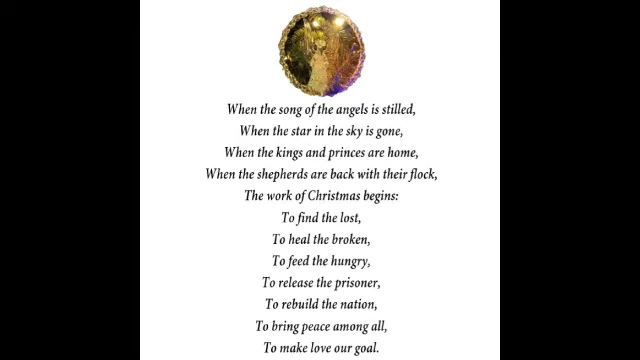 When the song of the angels is stilled,
When the star in the sky is gone,
When the kings and princes are home,
When the shepherds are back with their flock,
The work of Christmas begins:
To find the lost,
To heal the broken,
To feed the hungry,
To release the prisoner,
To rebuild the nation,
To bring peace among all,
To make love our goal.